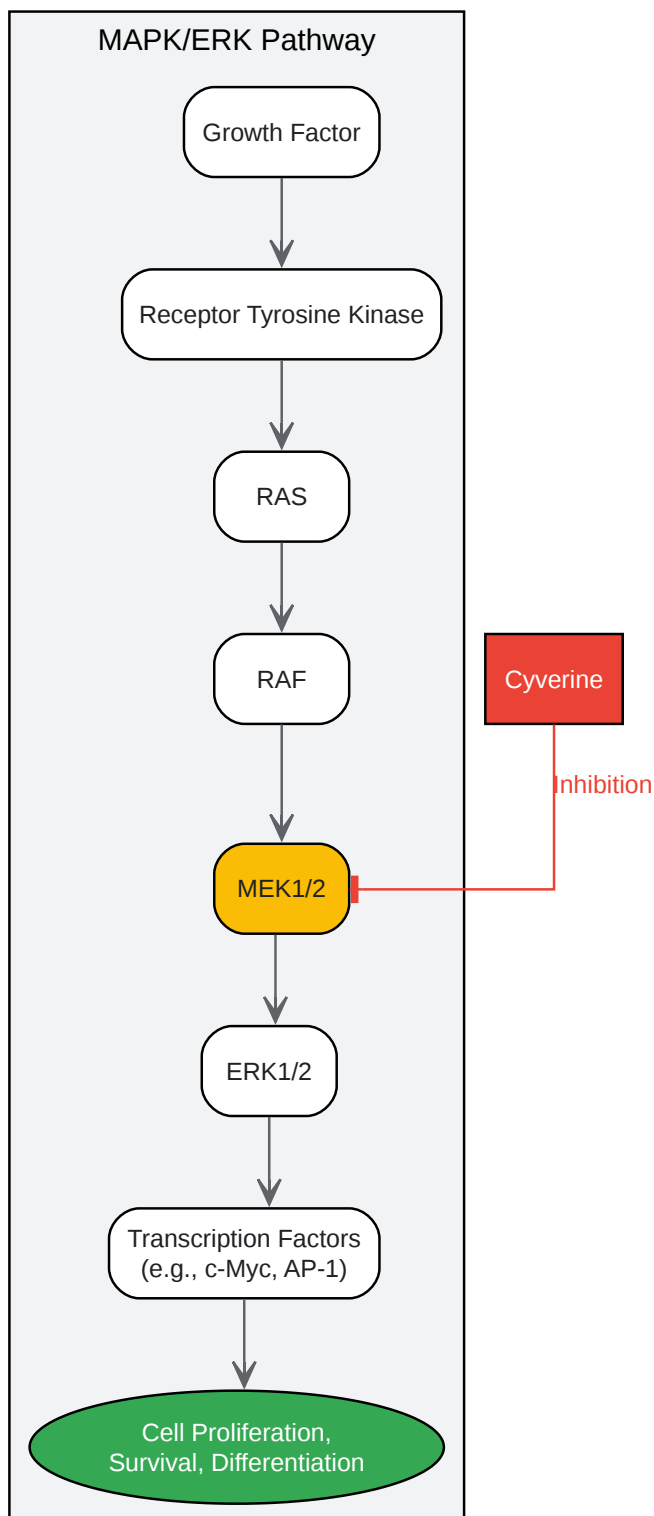 MAPK/ERK Pathway
Growth Factor
Receptor Tyrosine Kinase
RAS
RAF
Cyverine
Inhibition
MEK1/2
ERK1/2
Transcription Factors
(e.g., c-Myc, AP-1)
Cell Proliferation,
Survival, Differentiation